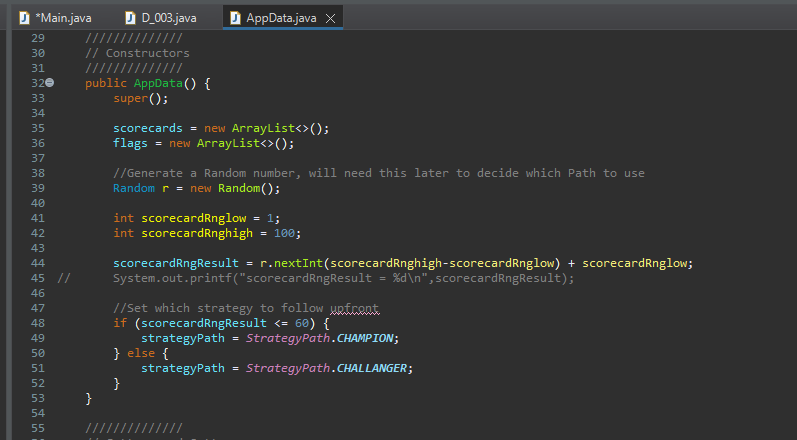 *Main.java D_003.java AppData.java
29 //////////////
30 // Constructors
31 //////////////
32 public AppData() {
33 super();
34
35 scorecards = new ArrayList<>();
36 flags = new ArrayList<>();
37
38 //Generate a Random number, will need this later to decide which Path to use
39 Random r = new Random();
40
41 int scorecardRnglow = 1;
42 int scorecardRnghigh = 100;
43
44 scorecardRngResult = r.nextInt(scorecardRnghigh-scorecardRnglow) + scorecardRnglow;
45 // System.out.printf("scorecardRngResult = %d\n",scorecardRngResult);
46
47 //Set which strategy to follow upfront
48 if (scorecardRngResult <= 60) {
49 strategyPath = StrategyPath.CHAMPION;
50 } else {
51 strategyPath = StrategyPath.CHALLANGER;
52 }
53 }
54
55 //////////////